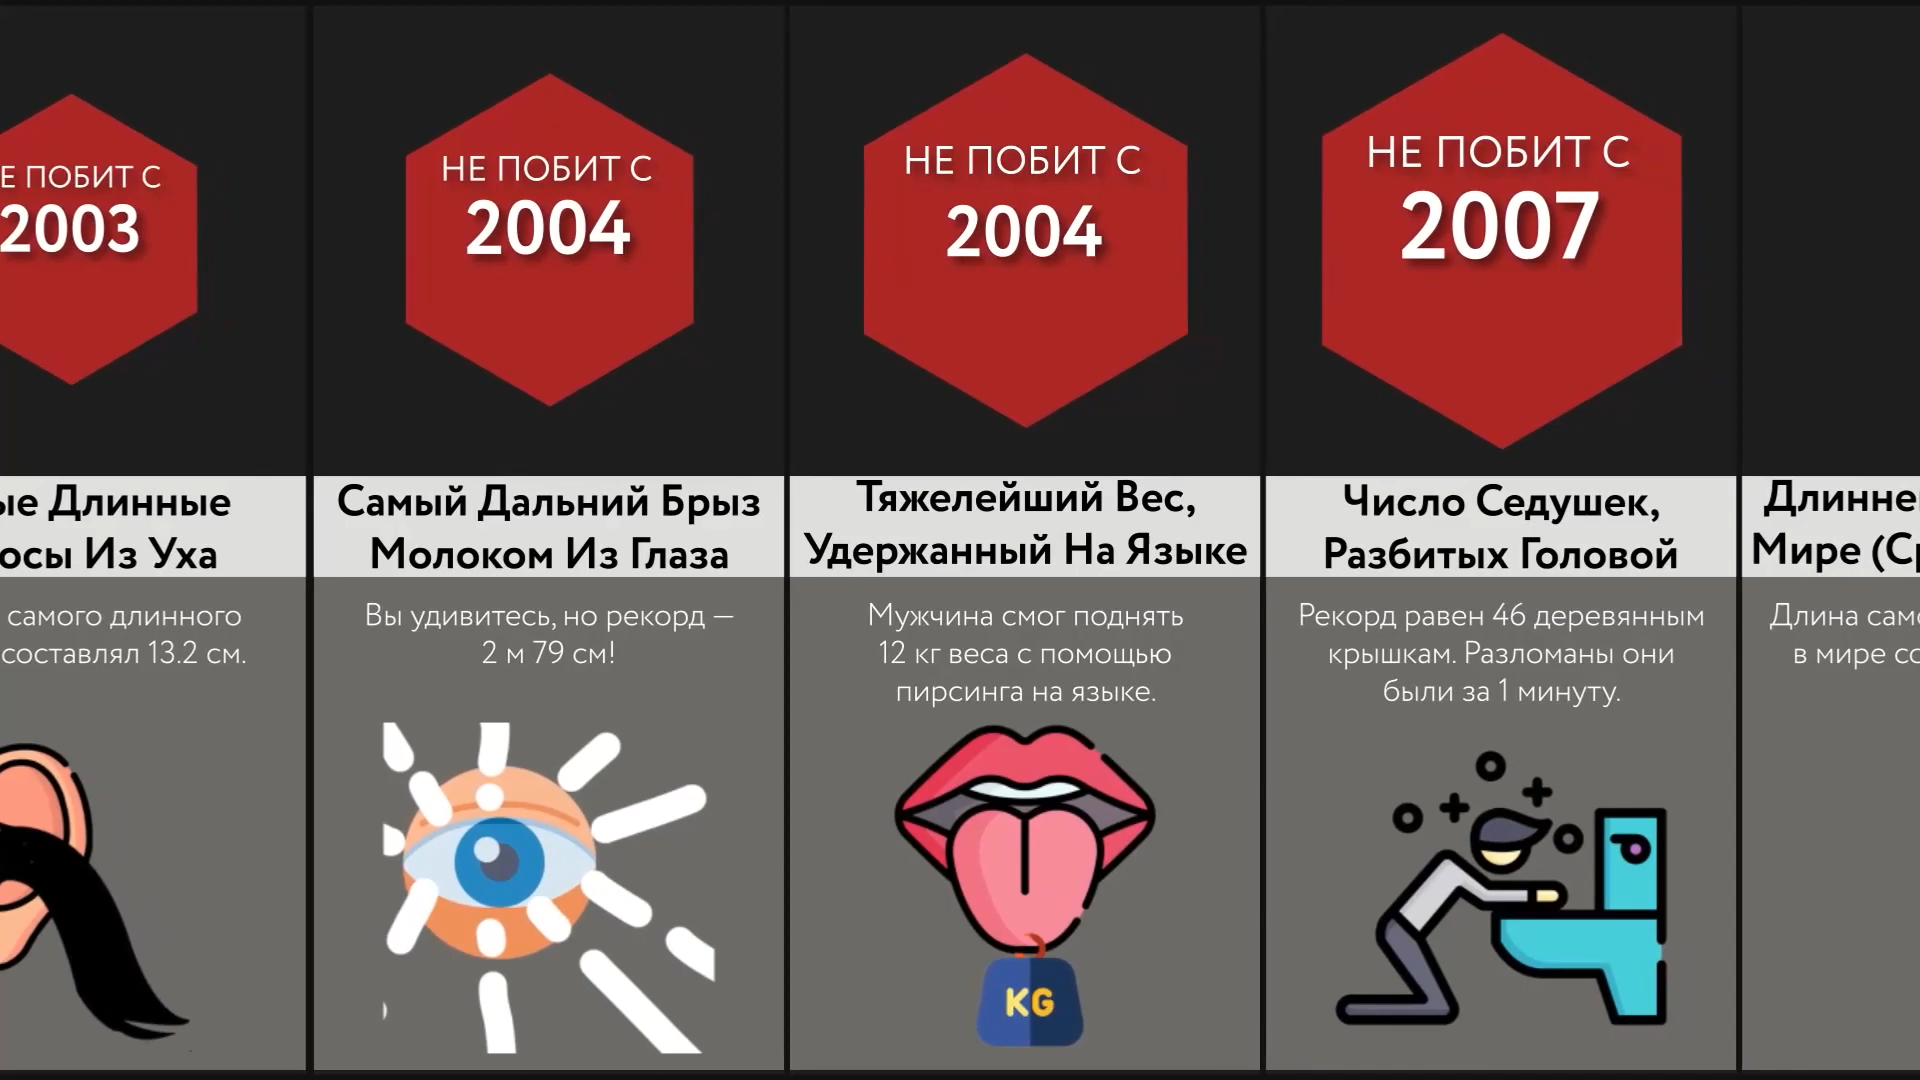 Е ПОБИТ С
2003
ые Длинные
осы Из Уха
самого длинного
составлял 13.2 см.
НЕ ПОБИТ С
2004
Самый Дальний Брыз
Молоком Из Глаза
Вы удивитесь, но рекорд —
2 м 79 см!
НЕ ПОБИТ С
2004
Тяжелейший Вес,
Удержанный На Языке
Мужчина смог поднять
12 кг веса с помощью
пирсинга на языке.
KG
НЕ ПОБИТ С
2007
Число Седушек,
Разбитых Головой
Рекорд равен 46 деревянным
крышкам. Разломаны они
были за 1 минуту.
Длинне
Мире (Ср
Длина само
в мире со